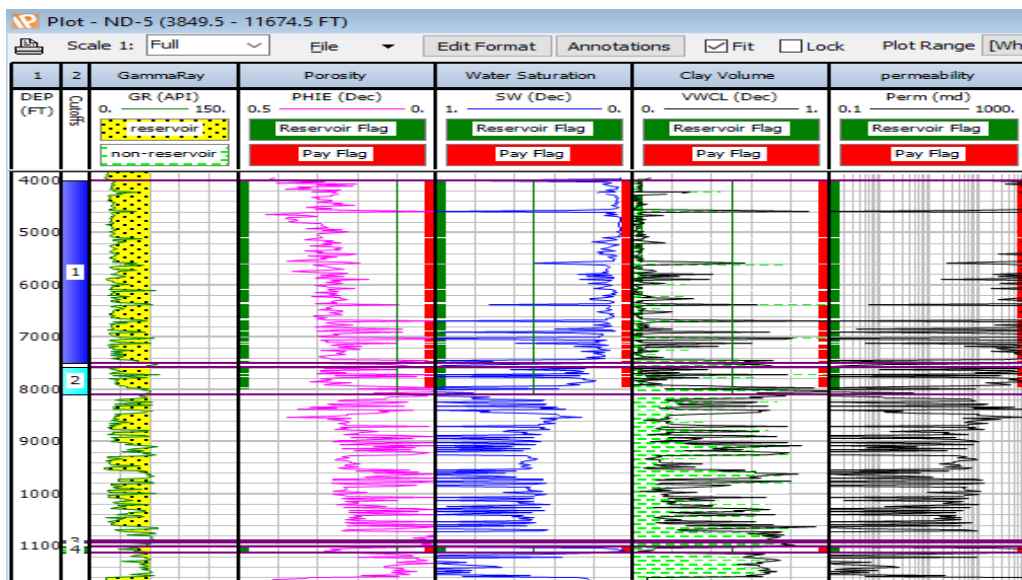 Plot - ND-5 (3849.5 - 11674.5 FT)
Scale 1: Full File Edit Format Annotations Fit Lock Plot Range [Wh
1 2 GammaRay Porosity Water Saturation Clay Volume permeability
DEP (FT) Cutoffs GR (API) PHIE (Dec) SW (Dec) VWCL (Dec) Perm (md)
0. 150. 0.5 0. 1. 0. 0. 1. 0.1 1000.
reservoir Reservoir Flag Reservoir Flag Reservoir Flag Reservoir Flag
non-reservoir Pay Flag Pay Flag Pay Flag Pay Flag
4000
5000
1
6000
7000
2
8000
9000
1000
3
1100 4